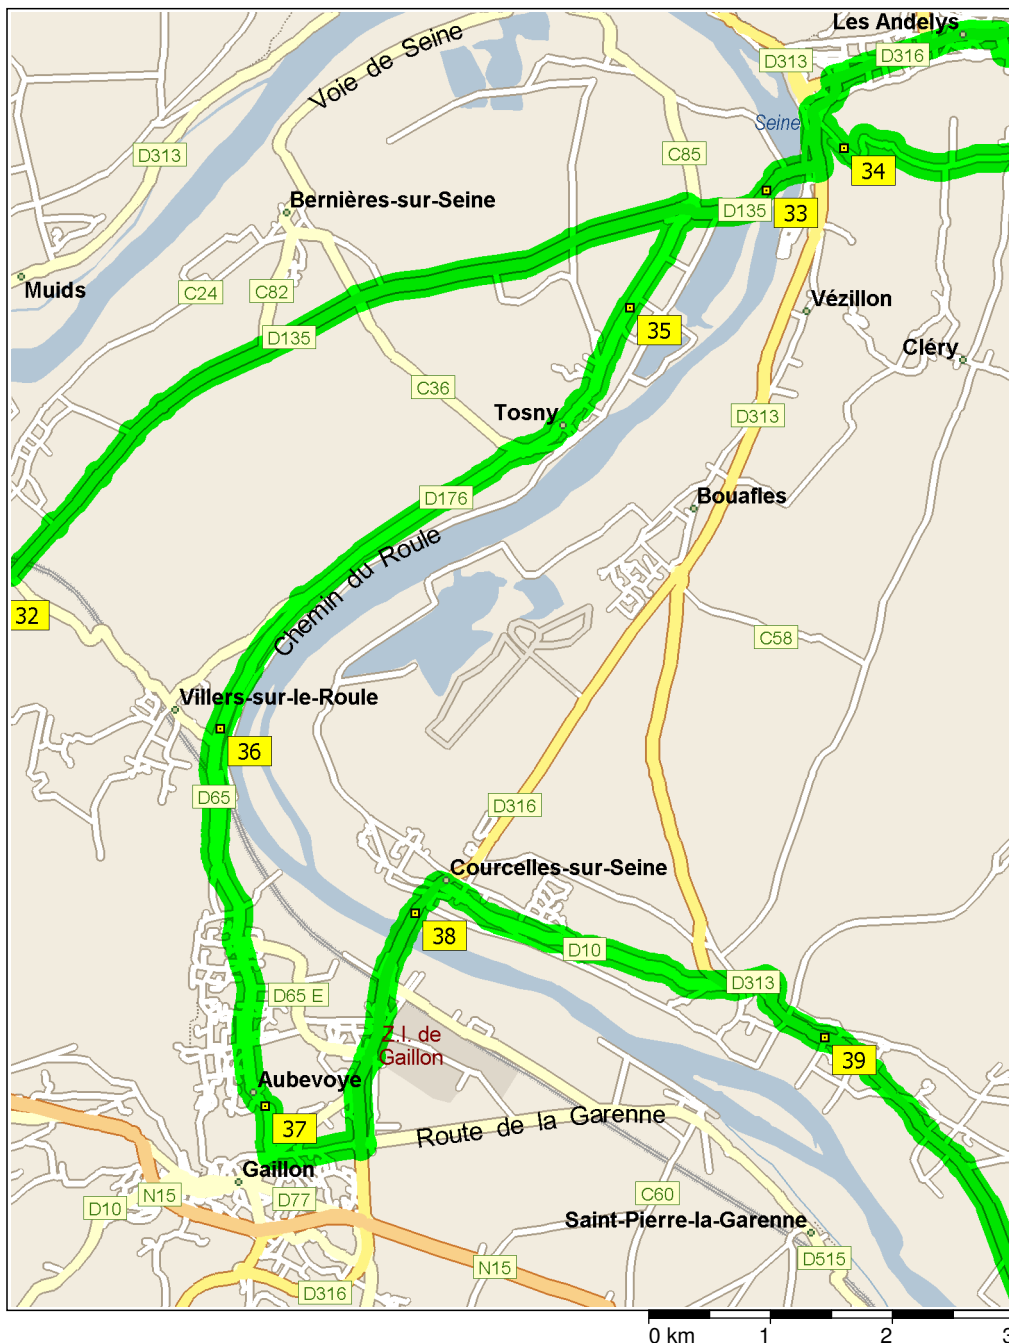 Les Andelys
D313
D316
Voie de Seine
Seine
D313
C85
34
Bernières-sur-Seine
D135
33
Muids
C24
C82
Vézillon
35
D135
Cléry
C36
Tosny
D313
D176
Bouafles
Chemin du Roule
32
C58
Villers-sur-le-Roule
36
D65
D316
Courcelles-sur-Seine
38
D10
D313
D65 E
Z.I. de
Gaillon
39
Aubevoye
37
Route de la Garenne
Gaillon
N15
D77
C60
D10
Saint-Pierre-la-Garenne
D515
N15
D316
0 km 1 2 3